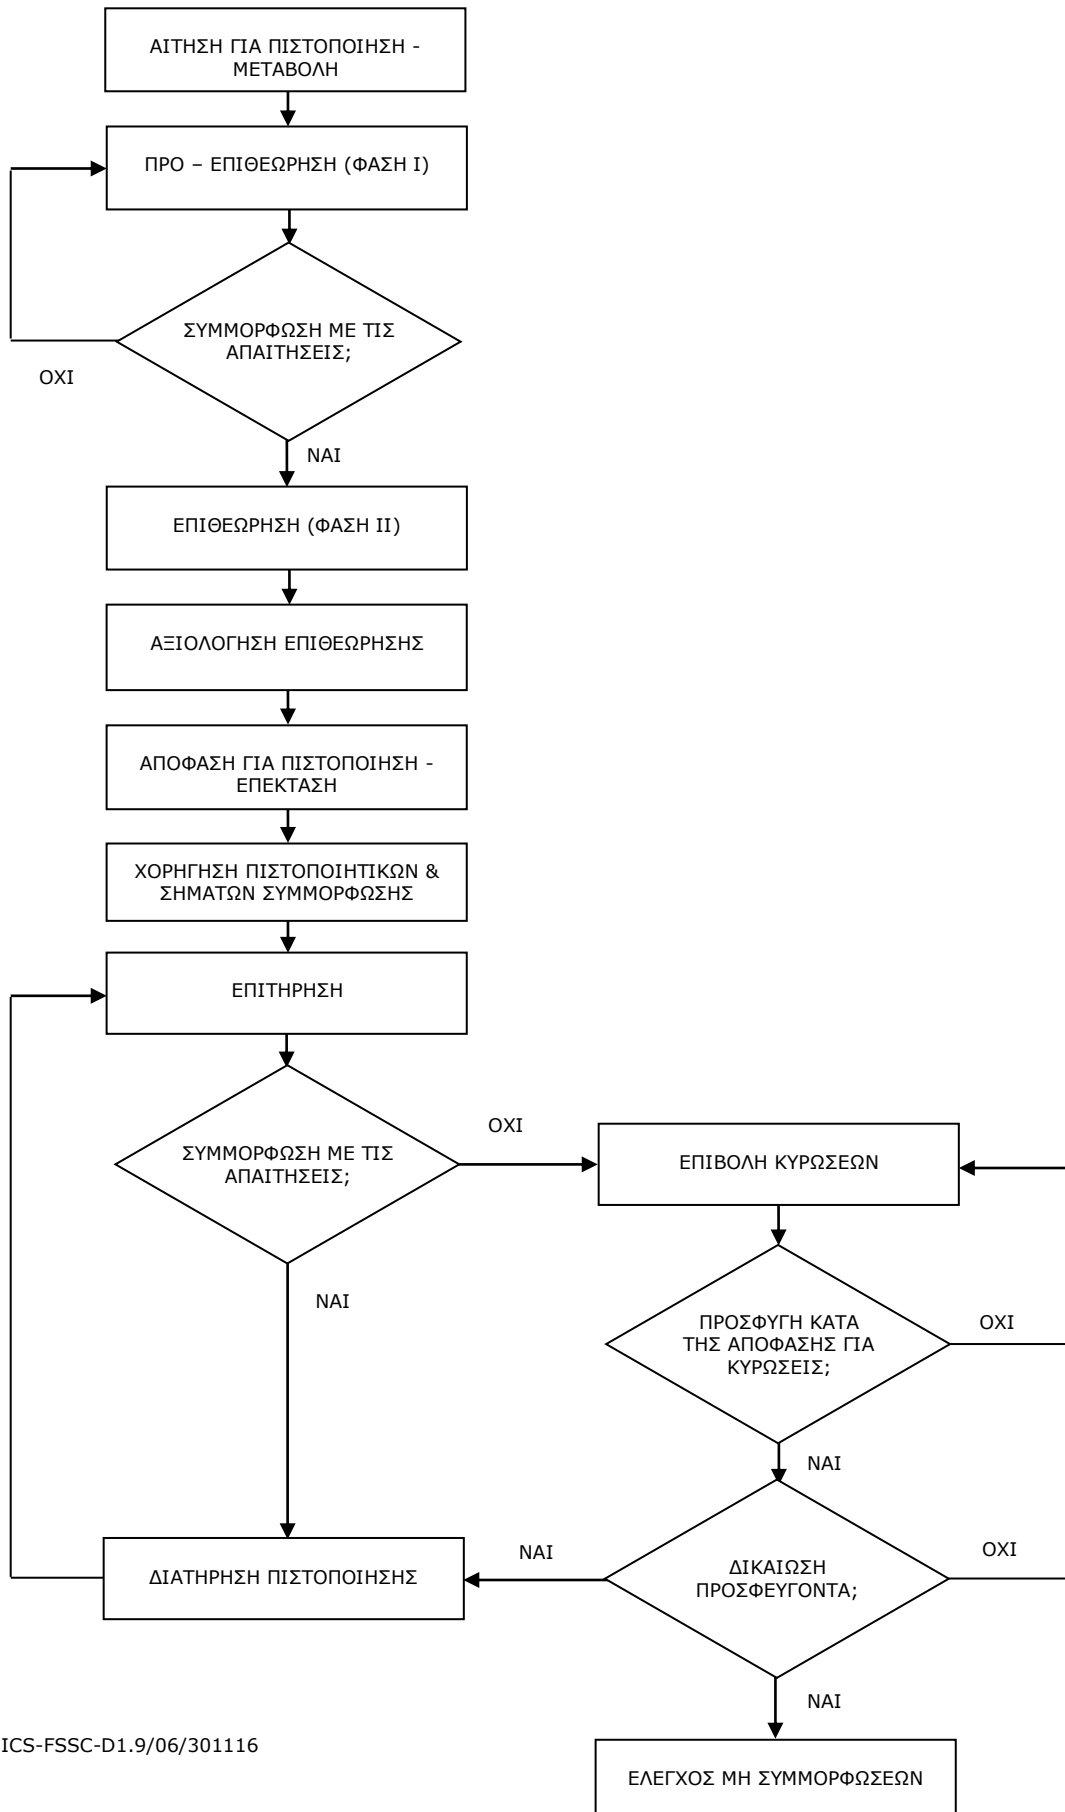 ΑΙΤΗΣΗ ΓΙΑ ΠΙΣΤΟΠΟΙΗΣΗ -
ΜΕΤΑΒΟΛΗ
ΠΡΟ – ΕΠΙΘΕΩΡΗΣΗ (ΦΑΣΗ Ι)
ΣΥΜΜΟΡΦΩΣΗ ΜΕ ΤΙΣ
ΑΠΑΙΤΗΣΕΙΣ;
ΟΧΙ
ΝΑΙ
ΕΠΙΘΕΩΡΗΣΗ (ΦΑΣΗ ΙΙ)
ΑΞΙΟΛΟΓΗΣΗ ΕΠΙΘΕΩΡΗΣΗΣ
ΑΠΟΦΑΣΗ ΓΙΑ ΠΙΣΤΟΠΟΙΗΣΗ -
ΕΠΕΚΤΑΣΗ
ΧΟΡΗΓΗΣΗ ΠΙΣΤΟΠΟΙΗΤΙΚΩΝ &
ΣΗΜΑΤΩΝ ΣΥΜΜΟΡΦΩΣΗΣ
ΕΠΙΤΗΡΗΣΗ
ΣΥΜΜΟΡΦΩΣΗ ΜΕ ΤΙΣ
ΑΠΑΙΤΗΣΕΙΣ;
ΟΧΙ
ΕΠΙΒΟΛΗ ΚΥΡΩΣΕΩΝ
ΝΑΙ
ΠΡΟΣΦΥΓΗ ΚΑΤΑ
ΤΗΣ ΑΠΟΦΑΣΗΣ ΓΙΑ
ΚΥΡΩΣΕΙΣ;
ΟΧΙ
ΝΑΙ
ΔΙΑΤΗΡΗΣΗ ΠΙΣΤΟΠΟΙΗΣΗΣ
ΝΑΙ
ΔΙΚΑΙΩΣΗ
ΠΡΟΣΦΕΥΓΟΝΤΑ;
ΟΧΙ
ΝΑΙ
ICS-FSSC-D1.9/06/301116
ΕΛΕΓΧΟΣ ΜΗ ΣΥΜΜΟΡΦΩΣΕΩΝ